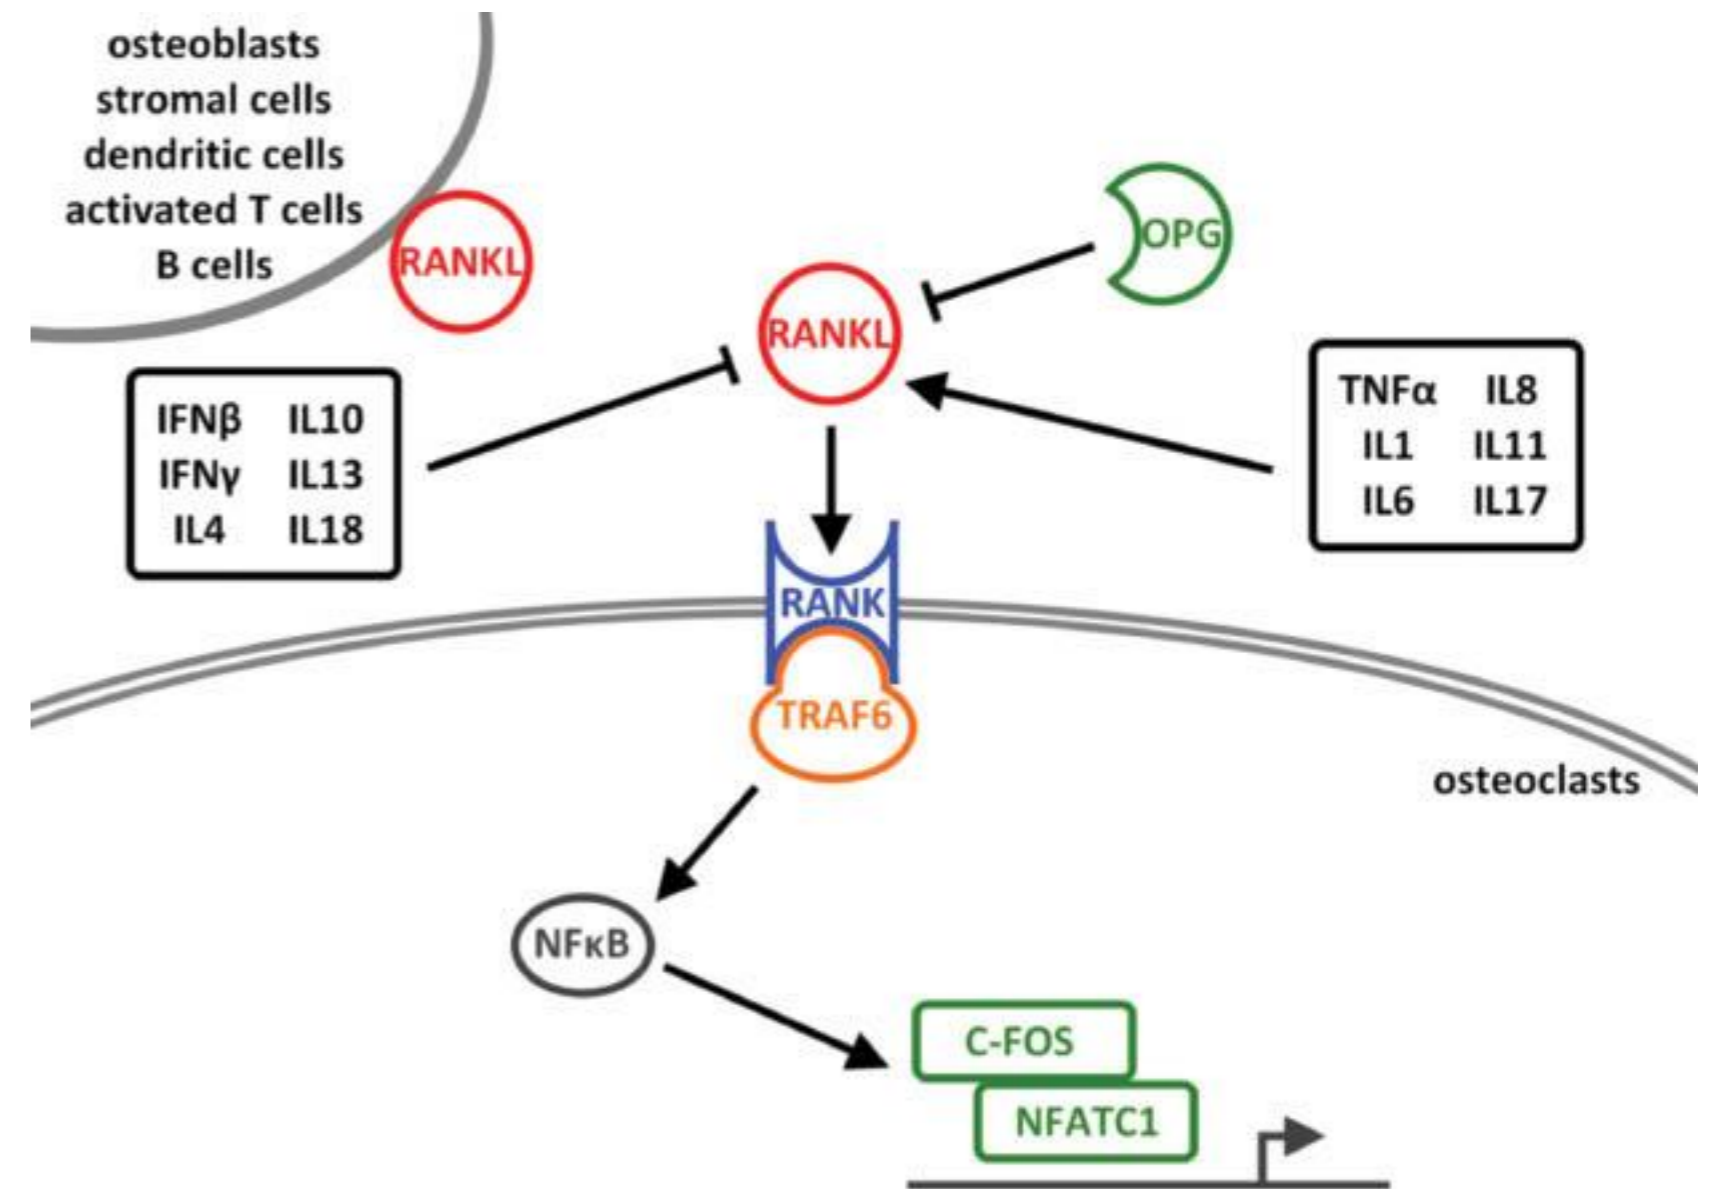 osteoblasts
stromal cells
dendritic cells
activated T cells
B cells
RANKL
OPG
RANKL
IFNβ IL10
IFNγ IL13
IL4 IL18
TNFα IL8
IL1 IL11
IL6 IL17
RANK
TRAF6
osteoclasts
NFκB
C-FOS
NFATC1